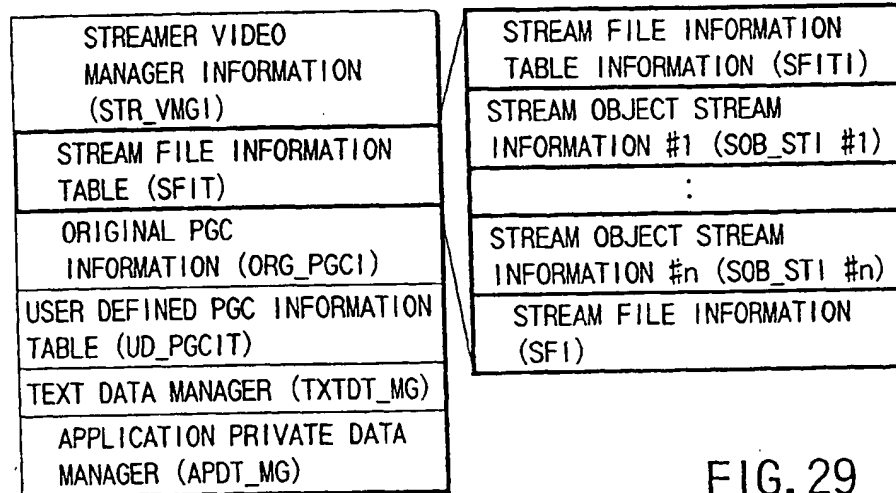 STREAMER VIDEO
MANAGER INFORMATION
(STR_VMGI)
STREAM FILE INFORMATION
TABLE (SFIT)
ORIGINAL PGC
INFORMATION (ORG_PGCI)
USER DEFINED PGC INFORMATION
TABLE (UD_PGCIT)
TEXT DATA MANAGER (TXTDT_MG)
APPLICATION PRIVATE DATA
MANAGER (APDT_MG)
STREAM FILE INFORMATION
TABLE INFORMATION (SFITI)
STREAM OBJECT STREAM
INFORMATION #1 (SOB_STI #1)
:
STREAM OBJECT STREAM
INFORMATION #n (SOB_STI #n)
STREAM FILE INFORMATION
(SFI)
FIG. 29